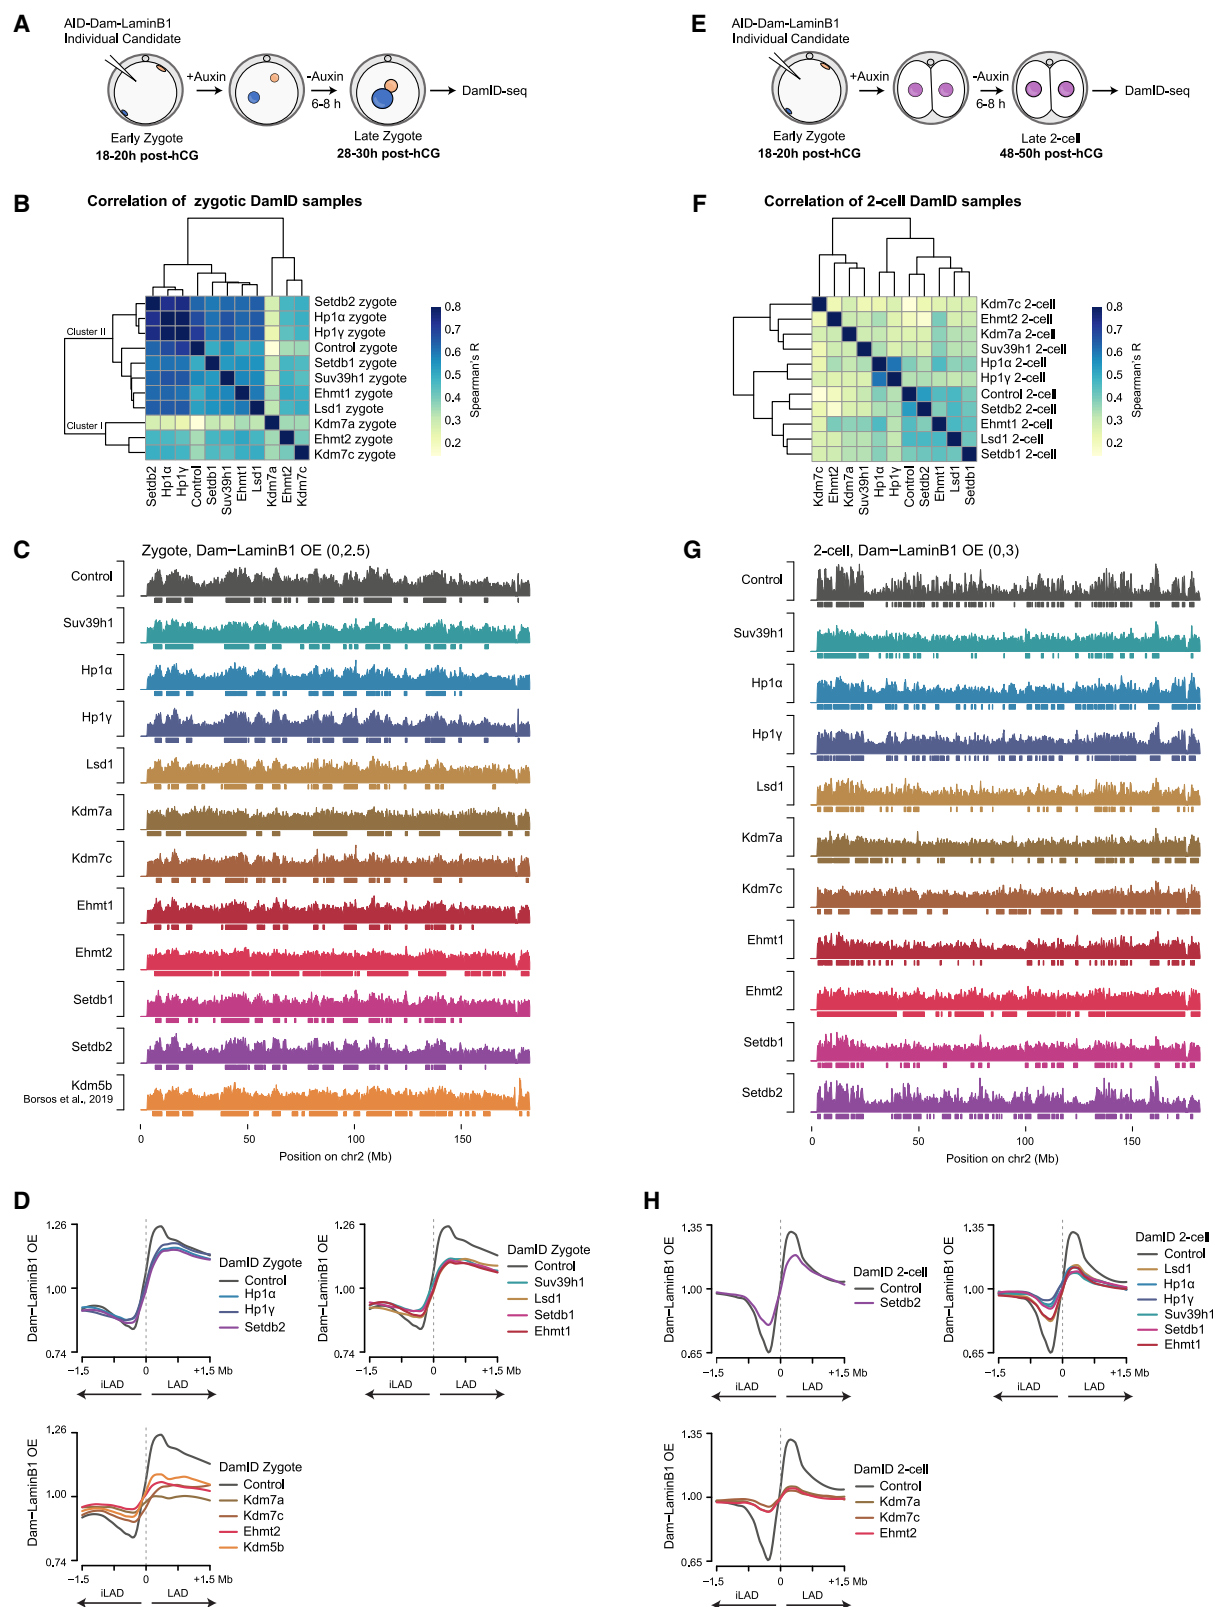 A
AID-Dam-LaminB1
Individual Candidate
+Auxin
-Auxin
6-8 h
DamID-seq
Early Zygote
18-20h post-hCG
Late Zygote
28-30h post-hCG
E
AID-Dam-LaminB1
Individual Candidate
+Auxin
-Auxin
6-8 h
DamID-seq
Early Zygote
18-20h post-hCG
Late 2-cell
48-50h post-hCG
B
Correlation of zygotic DamID samples
Cluster II
Cluster I
Setdb2 zygote
Hp1α zygote
Hp1γ zygote
Control zygote
Setdb1 zygote
Suv39h1 zygote
Ehmt1 zygote
Lsd1 zygote
Kdm7a zygote
Ehmt2 zygote
Kdm7c zygote
Setdb2
Hp1α
Hp1γ
Control
Setdb1
Suv39h1
Ehmt1
Lsd1
Kdm7a
Ehmt2
Kdm7c
0.8
0.7
0.6
0.5
0.4
0.3
0.2
Spearman's R
F
Correlation of 2-cell DamID samples
Kdm7c 2-cell
Ehmt2 2-cell
Kdm7a 2-cell
Suv39h1 2-cell
Hp1α 2-cell
Hp1γ 2-cell
Control 2-cell
Setdb2 2-cell
Ehmt1 2-cell
Lsd1 2-cell
Setdb1 2-cell
Kdm7c
Ehmt2
Kdm7a
Suv39h1
Hp1α
Hp1γ
Control
Setdb2
Ehmt1
Lsd1
Setdb1
0.8
0.7
0.6
0.5
0.4
0.3
0.2
Spearman's R
C
Zygote, Dam−LaminB1 OE (0,2.5)
Control
Suv39h1
Hp1α
Hp1γ
Lsd1
Kdm7a
Kdm7c
Ehmt1
Ehmt2
Setdb1
Setdb2
Kdm5b
Borsos et al., 2019
0 50 100 150
Position on chr2 (Mb)
G
2-cell, Dam−LaminB1 OE (0,3)
Control
Suv39h1
Hp1α
Hp1γ
Lsd1
Kdm7a
Kdm7c
Ehmt1
Ehmt2
Setdb1
Setdb2
0 50 100 150
Position on chr2 (Mb)
D
Dam−LaminB1 OE
1.26
1.00
0.74
−1.5 0 +1.5 Mb
iLAD LAD
DamID Zygote
Control
Hp1α
Hp1γ
Setdb2
Dam−LaminB1 OE
1.26
1.00
0.74
−1.5 0 +1.5 Mb
iLAD LAD
DamID Zygote
Control
Suv39h1
Lsd1
Setdb1
Ehmt1
Dam−LaminB1 OE
1.26
1.00
0.74
−1.5 0 +1.5 Mb
iLAD LAD
DamID Zygote
Control
Kdm7a
Kdm7c
Ehmt2
Kdm5b
H
Dam−LaminB1 OE
1.35
1.00
0.65
−1.5 0 +1.5 Mb
iLAD LAD
DamID 2-cell
Control
Setdb2
Dam−LaminB1 OE
1.35
1.00
0.65
−1.5 0 +1.5 Mb
iLAD LAD
DamID 2-cell
Control
Lsd1
Hp1α
Hp1γ
Suv39h1
Setdb1
Ehmt1
Dam−LaminB1 OE
1.35
1.00
0.65
−1.5 0 +1.5 Mb
iLAD LAD
DamID 2-cell
Control
Kdm7a
Kdm7c
Ehmt2